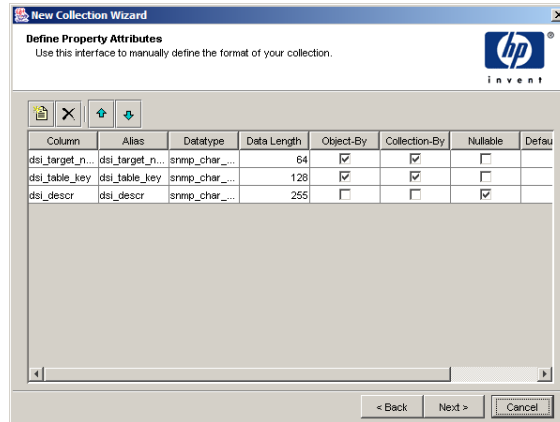 New Collection Wizard
Define Property Attributes
Use this interface to manually define the format of your collection.
hp
®
invent
Column Alias Datatype Data Length Object-By Collection-By Nullable Defau
dsi_target_n... dsi_target_n... snmp_char_... 64
dsi_table_key dsi_table_key snmp_char_... 128
dsi_descr dsi_descr snmp_char_... 255
< Back Next > Cancel